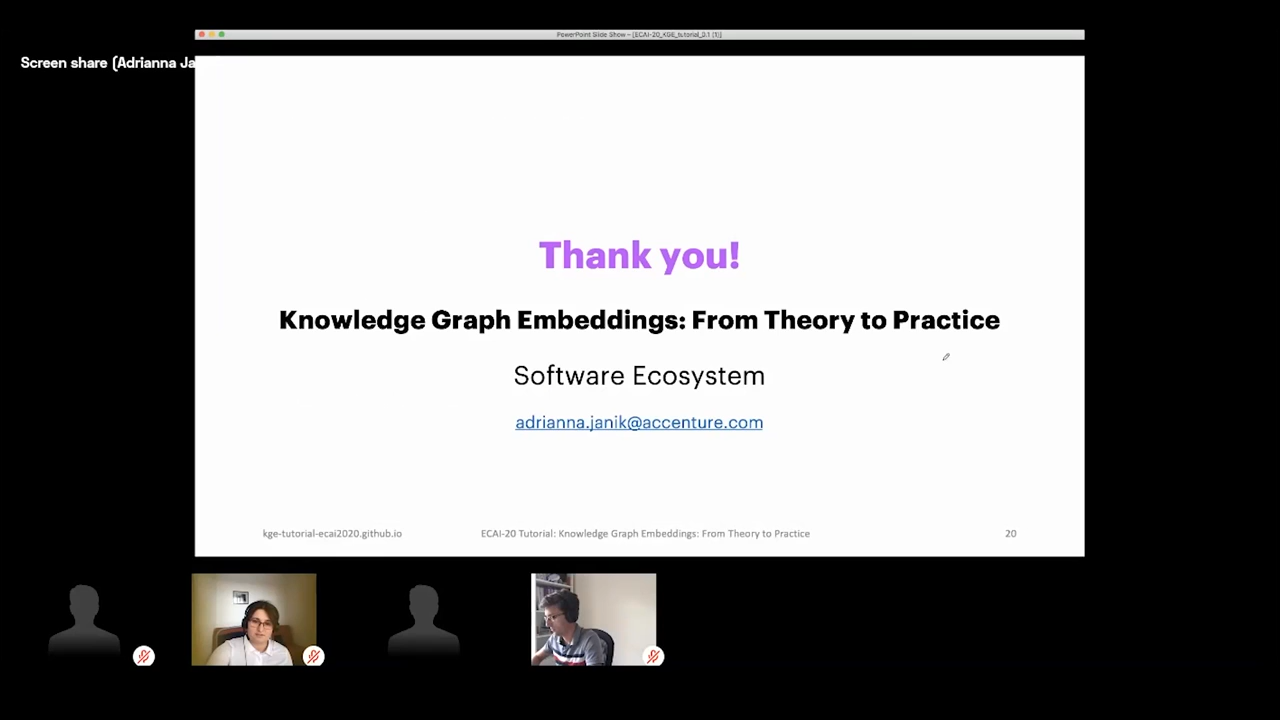 PowerPoint Slide Show - [ECAI-20_KGE_tutorial_3.1 [1]]
Screen share (Adrianna Ja
Thank you!
Knowledge Graph Embeddings: From Theory to Practice
Software Ecosystem
adrianna.janik@accenture.com
kge-tutorial-ecai2020.github.io
ECAI-20 Tutorial: Knowledge Graph Embeddings: From Theory to Practice
20